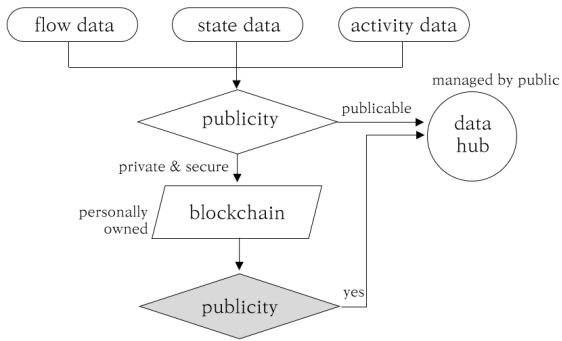 flow data
state data
activity data
managed by public
publicity
publicable
data
hub
private & secure
personally
owned
blockchain
publicity
yes